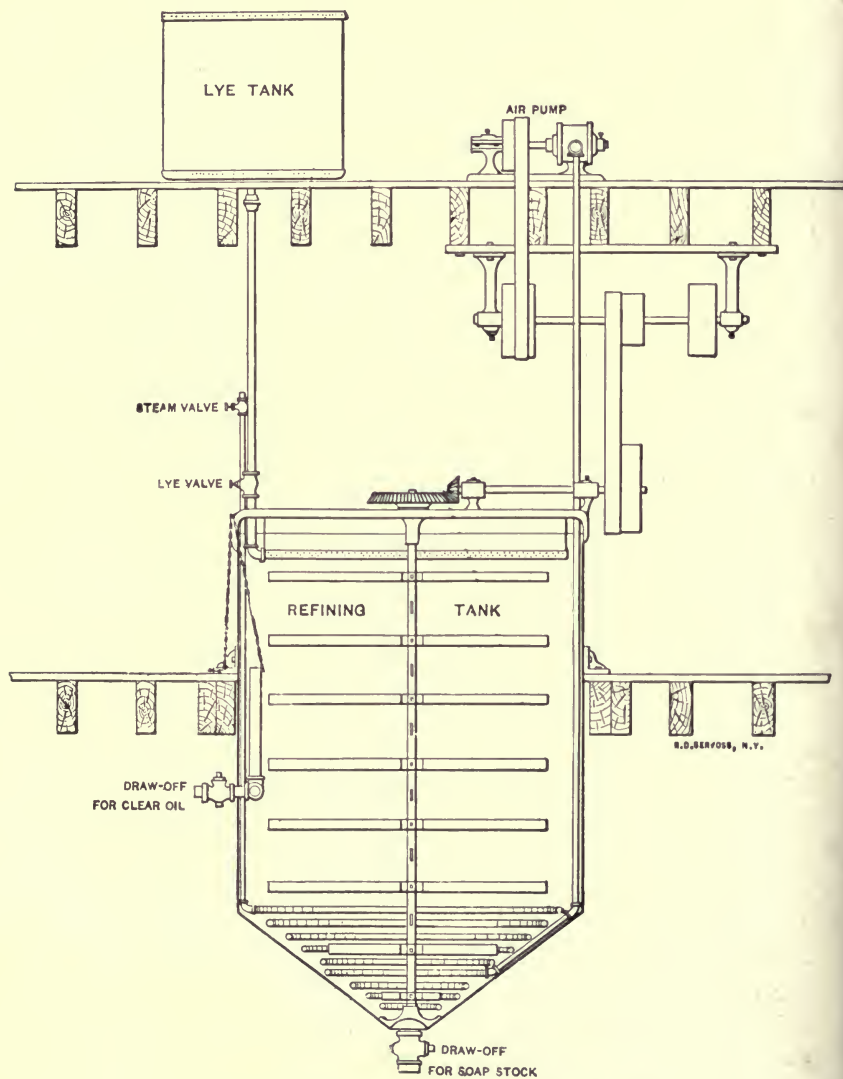 LYE TANK
AIR PUMP
STEAM VALVE
LYE VALVE
REFINING TANK
R.D.SERVOSS, N.Y.
DRAW-OFF
FOR CLEAR OIL
DRAW-OFF
FOR SOAP STOCK